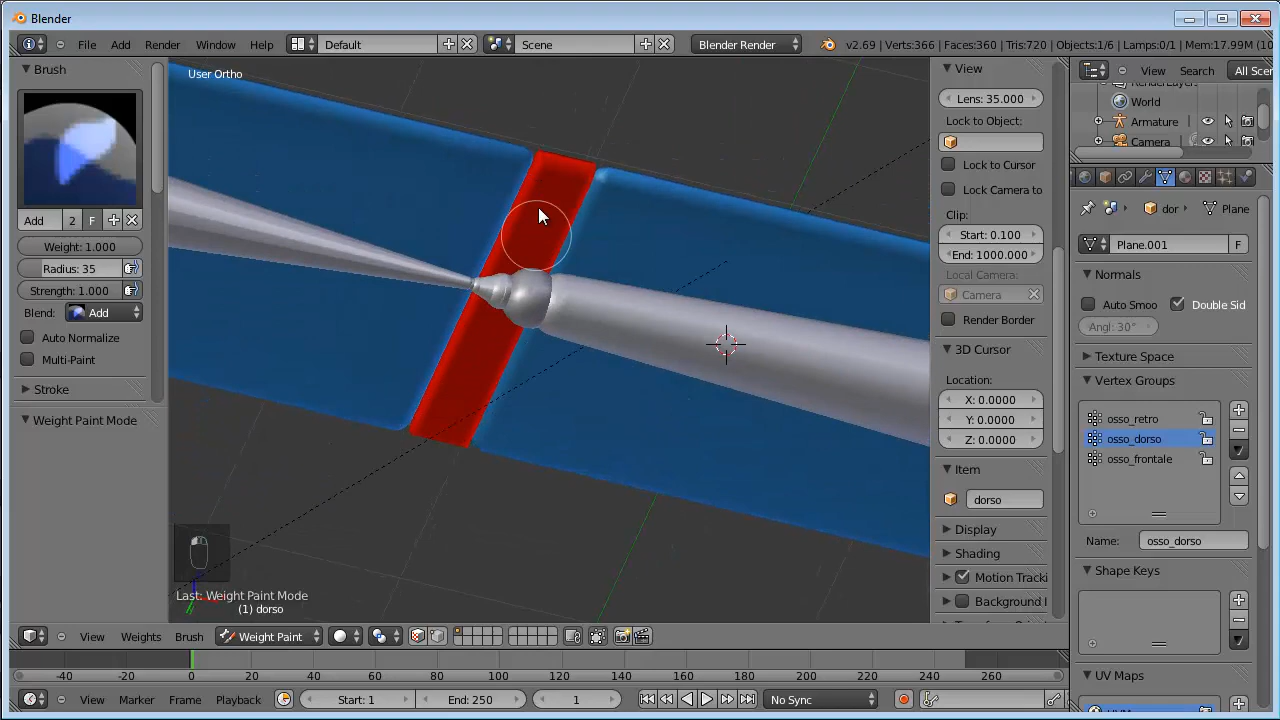 Blender
File Add Render Window Help Default Scene Blender Render v2.69 | Verts:366 | Faces:360 | Tris:720 | Objects:1/6 | Lamps:0/1 | Mem:17.99M (10
Brush
Add 2 F
Weight: 1.000
Radius: 35
Strength: 1.000
Blend: Add
Auto Normalize
Multi-Paint
Stroke
Weight Paint Mode
User Ortho
Last: Weight Paint Mode
(1) dorso
View
Lens: 35.000
Lock to Object:
Lock to Cursor
Lock Camera to
Clip:
Start: 0.100
End: 1000.000
Local Camera:
Camera
Render Border
3D Cursor
Location:
X: 0.0000
Y: 0.0000
Z: 0.0000
Item
dorso
Display
Shading
Motion Tracki
Background I
View Search All Scer
World
Armature
Camera
dor Plane
Plane.001 F
Normals
Auto Smoo Double Sid
Angl: 30°
Texture Space
Vertex Groups
osso_retro
osso_dorso
osso_frontale
Name: osso_dorso
Shape Keys
UV Maps
View Weights Brush Weight Paint
-40 -20 0 20 40 60 80 100 120 140 160 180 200 220 240 260
View Marker Frame Playback Start: 1 End: 250 1 No Sync